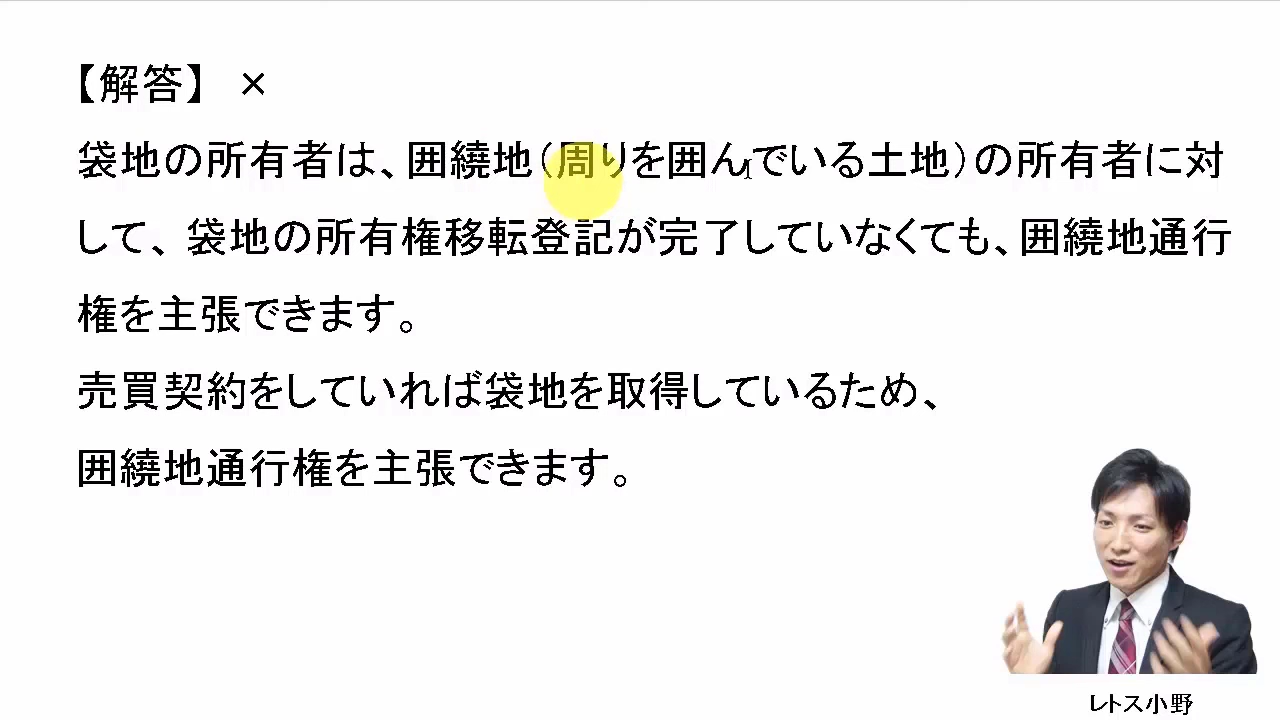 【解答】 ×
袋地の所有者は、囲繞地(周りを囲んでいる土地)の所有者に対
して、袋地の所有権移転登記が完了していなくても、囲繞地通行
権を主張できます。
売買契約をしていれば袋地を取得しているため、
囲繞地通行権を主張できます。
レトス小野